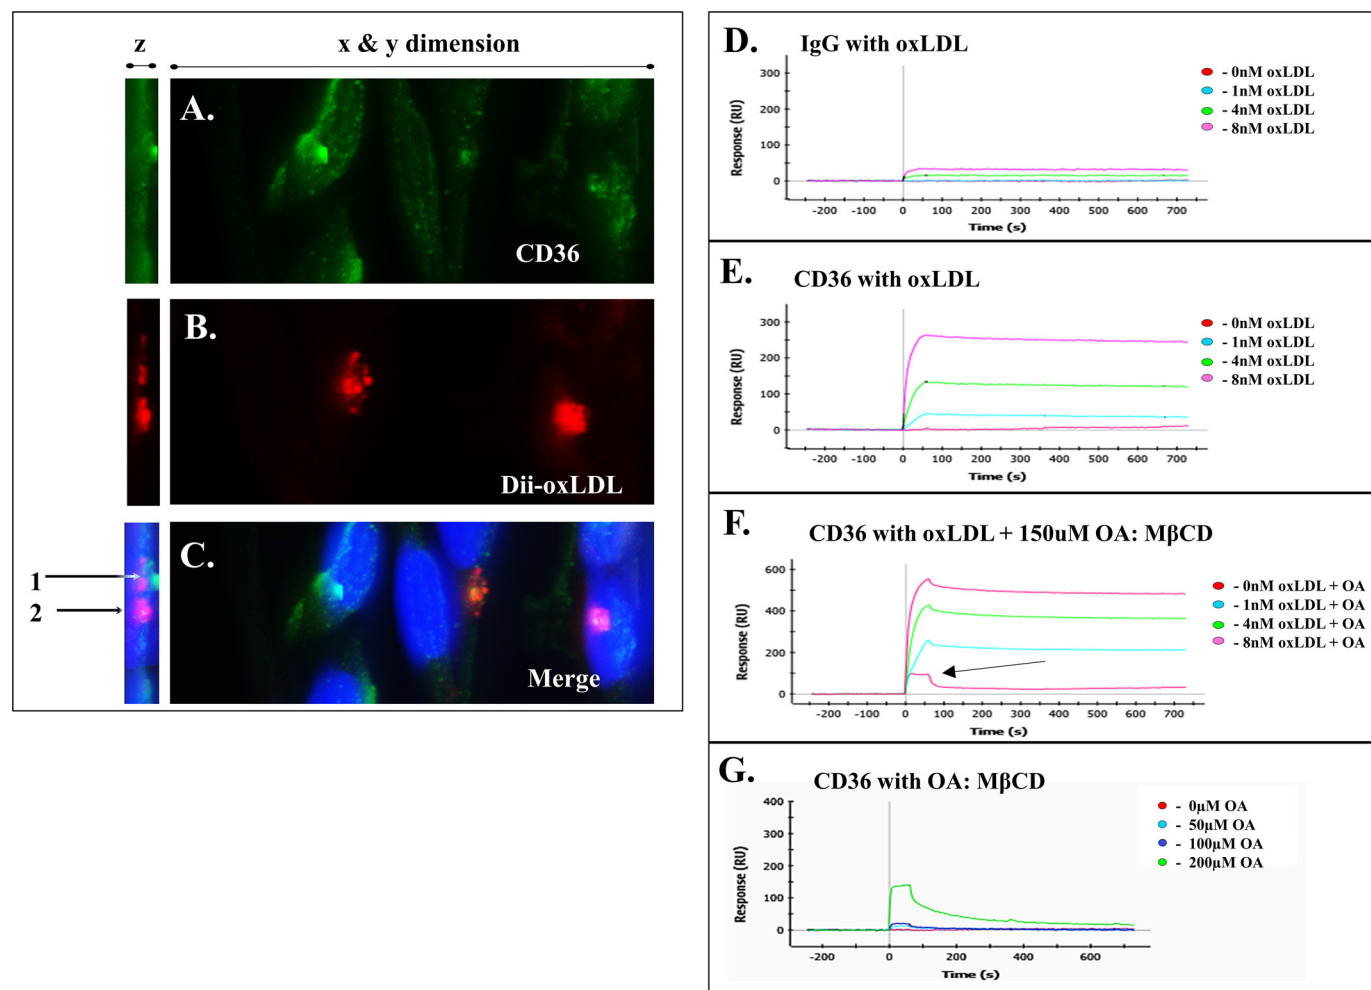 z
x & y dimension
A.
CD36
B.
Dii-oxLDL
C.
1
2
Merge
D.
IgG with oxLDL
Response (RU)
300
200
100
0
-200 -100 0 100 200 300 400 500 600 700
Time (s)
- 0nM oxLDL
- 1nM oxLDL
- 4nM oxLDL
- 8nM oxLDL
E.
CD36 with oxLDL
Response (RU)
300
200
100
0
-200 -100 0 100 200 300 400 500 600 700
Time (s)
- 0nM oxLDL
- 1nM oxLDL
- 4nM oxLDL
- 8nM oxLDL
F.
CD36 with oxLDL + 150uM OA: MβCD
Response (RU)
600
400
200
0
-200 -100 0 100 200 300 400 500 600 700
Time (s)
- 0nM oxLDL + OA
- 1nM oxLDL + OA
- 4nM oxLDL + OA
- 8nM oxLDL + OA
G.
CD36 with OA: MβCD
Response (RU)
400
300
200
100
0
-200 0 200 400 600
Time (s)
- 0µM OA
- 50µM OA
- 100µM OA
- 200µM OA